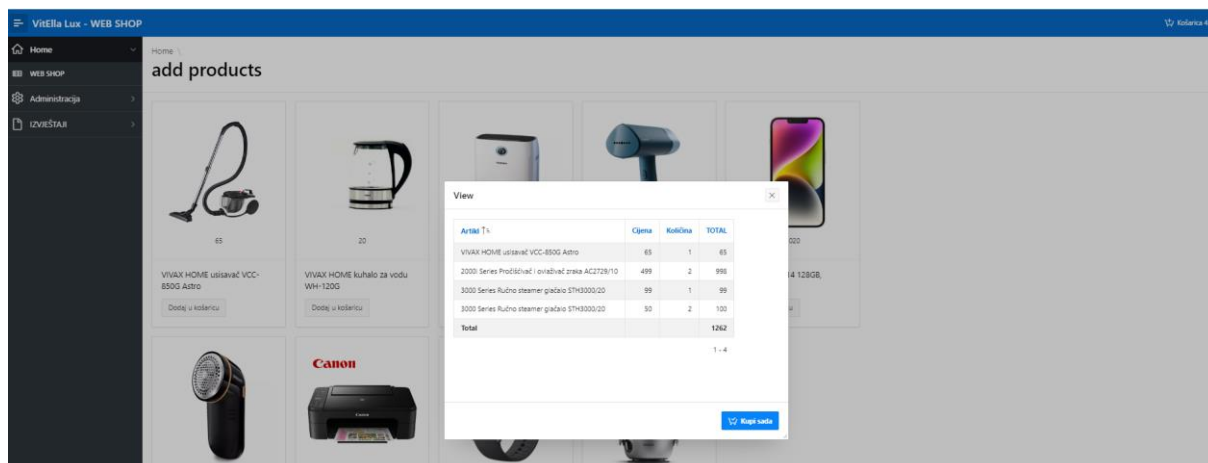 VitElla Lux - WEB SHOP
Košarica 4
Home
WEB SHOP
Administracija
IZVJEŠTAJI
Home \
add products
65
VIVAX HOME usisavač VCC-
850G Astro
Dodaj u košaricu
20
VIVAX HOME kuhalo za vodu
WH-120G
Dodaj u košaricu
14 128GB,
Canon
View
Artikl Cijena Količina TOTAL
VIVAX HOME usisavač VCC-850G Astro 65 1 65
2000i Series Pročišćivač i ovlaživač zraka AC2729/10 499 2 998
3000 Series Ručno steamer glačalo STH3000/20 99 1 99
3000 Series Ručno steamer glačalo STH3000/20 50 2 100
Total 1262
1 - 4
Kupi sada